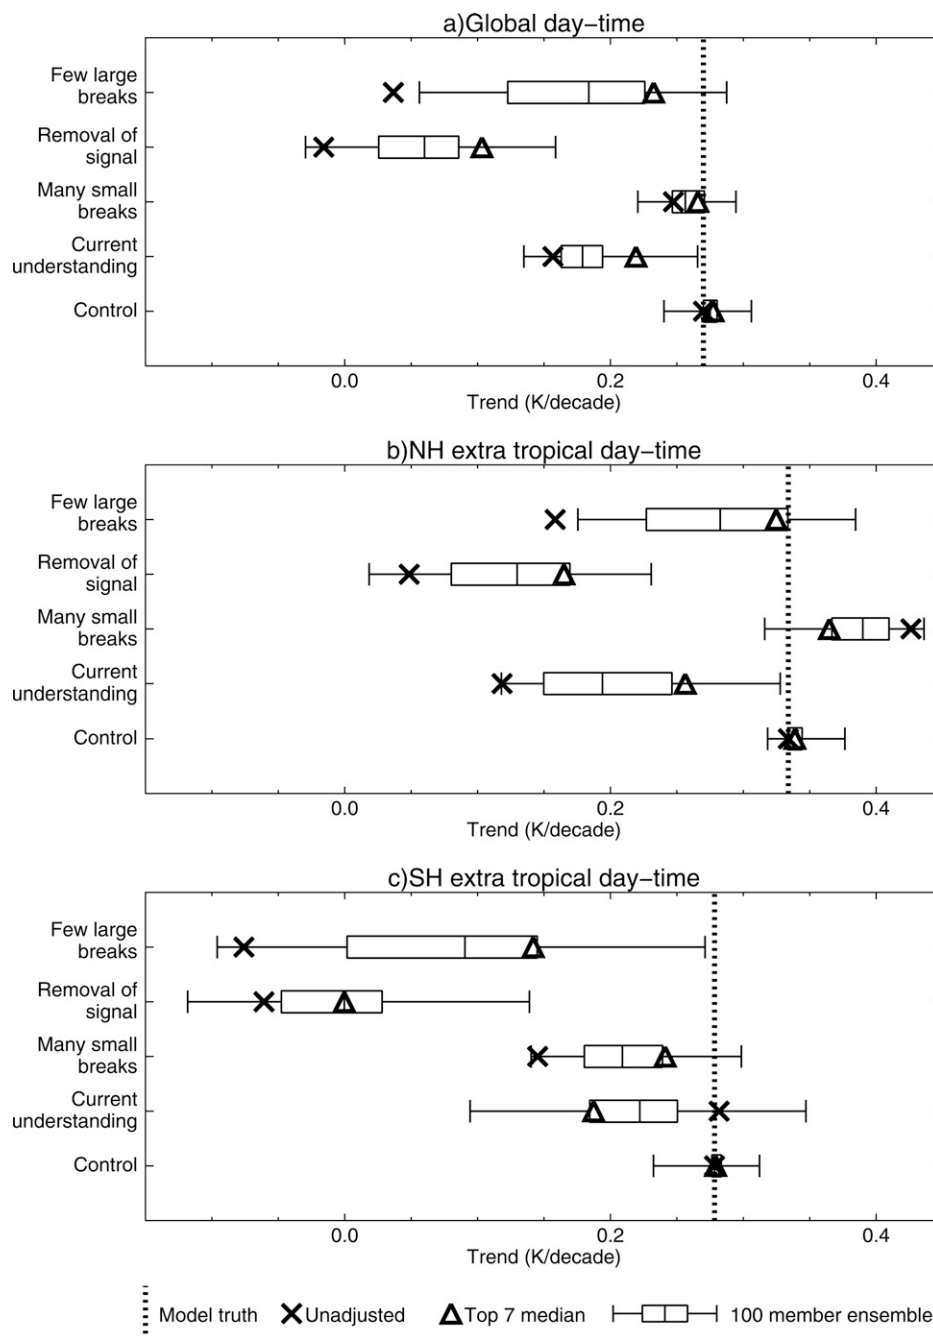 a)Global day−time
Few large
breaks
Removal of
signal
Many small
breaks
Current
understanding
Control
0.0 0.2 0.4
Trend (K/decade)
b)NH extra tropical day−time
Few large
breaks
Removal of
signal
Many small
breaks
Current
understanding
Control
0.0 0.2 0.4
Trend (K/decade)
c)SH extra tropical day−time
Few large
breaks
Removal of
signal
Many small
breaks
Current
understanding
Control
0.0 0.2 0.4
Trend (K/decade)
Model truth Unadjusted Top 7 median 100 member ensemble